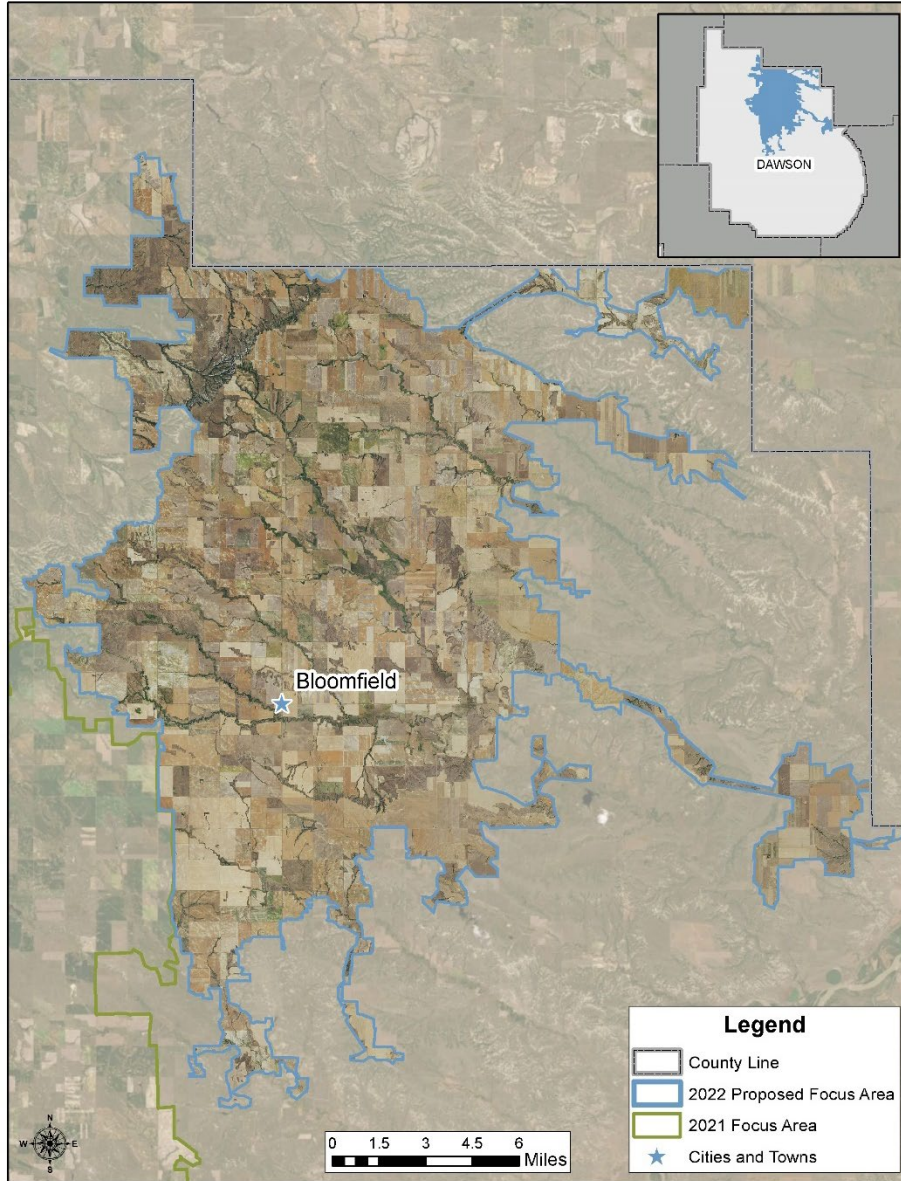 DAWSON
Bloomfield
Legend
County Line
2022 Proposed Focus Area
2021 Focus Area
Cities and Towns
N
W E
S
0 1.5 3 4.5 6
Miles